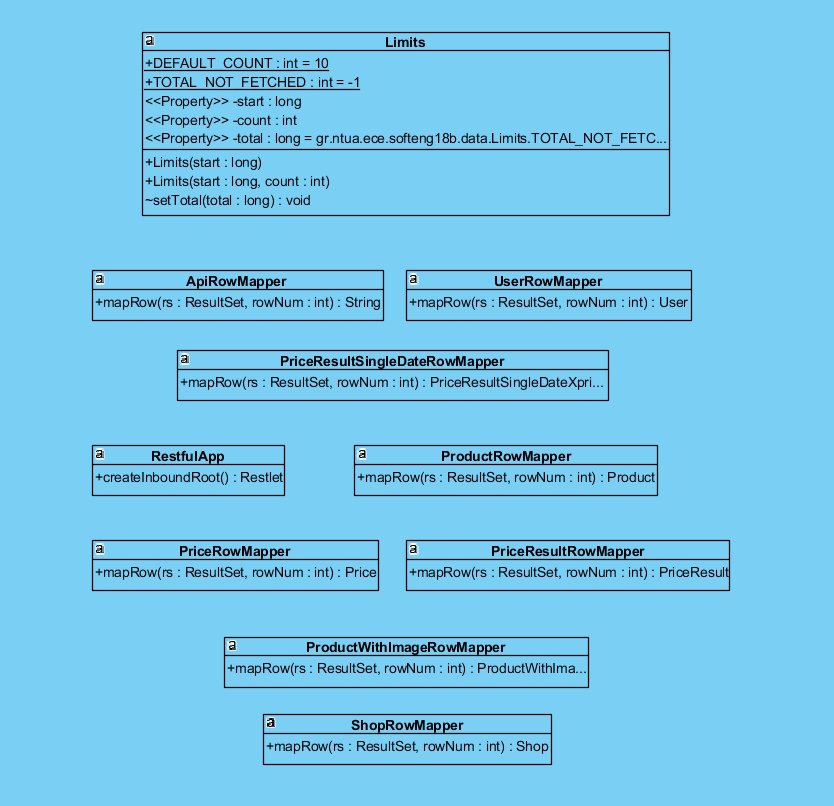 a
Limits
+DEFAULT_COUNT : int = 10
+TOTAL_NOT_FETCHED : int = -1
<<Property>> -start : long
<<Property>> -count : int
<<Property>> -total : long = gr.ntua.ece.softeng18b.data.Limits.TOTAL_NOT_FETC...
+Limits(start : long)
+Limits(start : long, count : int)
~setTotal(total : long) : void
a
ApiRowMapper
+mapRow(rs : ResultSet, rowNum : int) : String
a
UserRowMapper
+mapRow(rs : ResultSet, rowNum : int) : User
a
PriceResultSingleDateRowMapper
+mapRow(rs : ResultSet, rowNum : int) : PriceResultSingleDateXpri...
a
RestfulApp
+createInboundRoot() : Restlet
a
ProductRowMapper
+mapRow(rs : ResultSet, rowNum : int) : Product
a
PriceRowMapper
+mapRow(rs : ResultSet, rowNum : int) : Price
a
PriceResultRowMapper
+mapRow(rs : ResultSet, rowNum : int) : PriceResult
a
ProductWithImageRowMapper
+mapRow(rs : ResultSet, rowNum : int) : ProductWithIma...
a
ShopRowMapper
+mapRow(rs : ResultSet, rowNum : int) : Shop